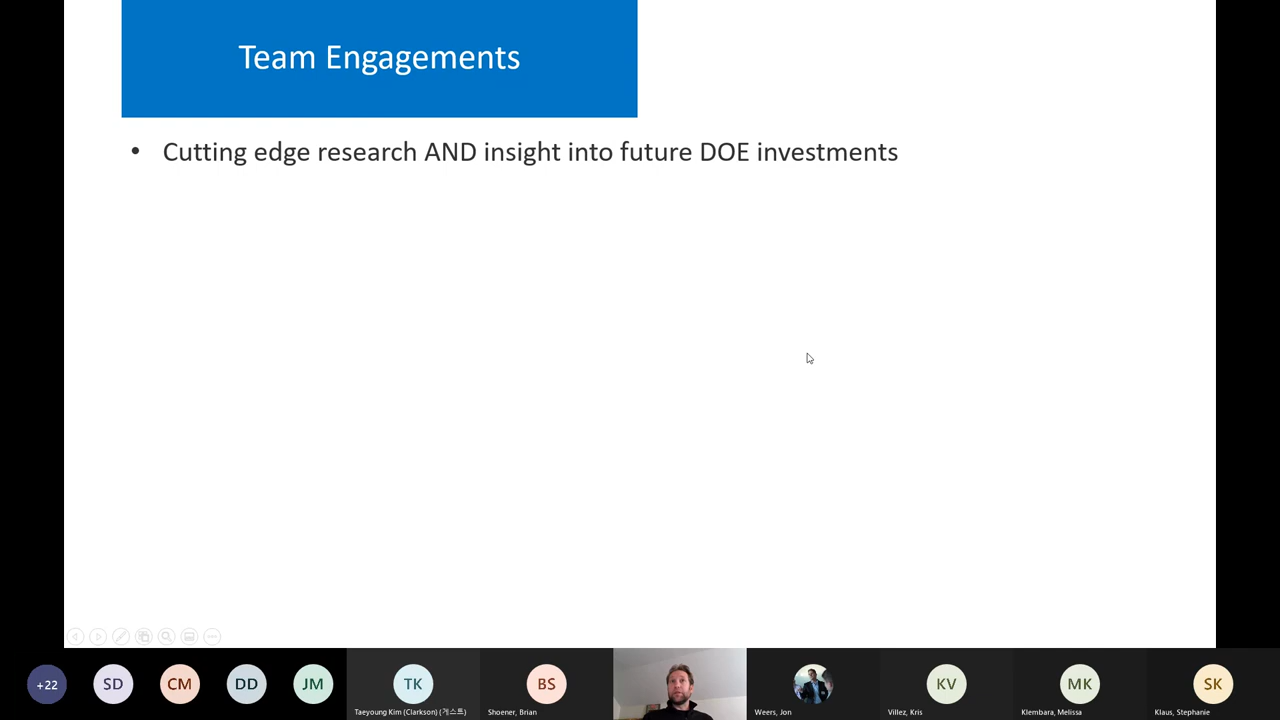 Team Engagements
• Cutting edge research AND insight into future DOE investments
+22
SD
CM
DD
JM
TK
BS
KV
MK
SK
Taeyoung Kim (Clarkson) (게스트)
Shoener, Brian
Weers, Jon
Villez, Kris
Klembara, Melissa
Klaus, Stephanie